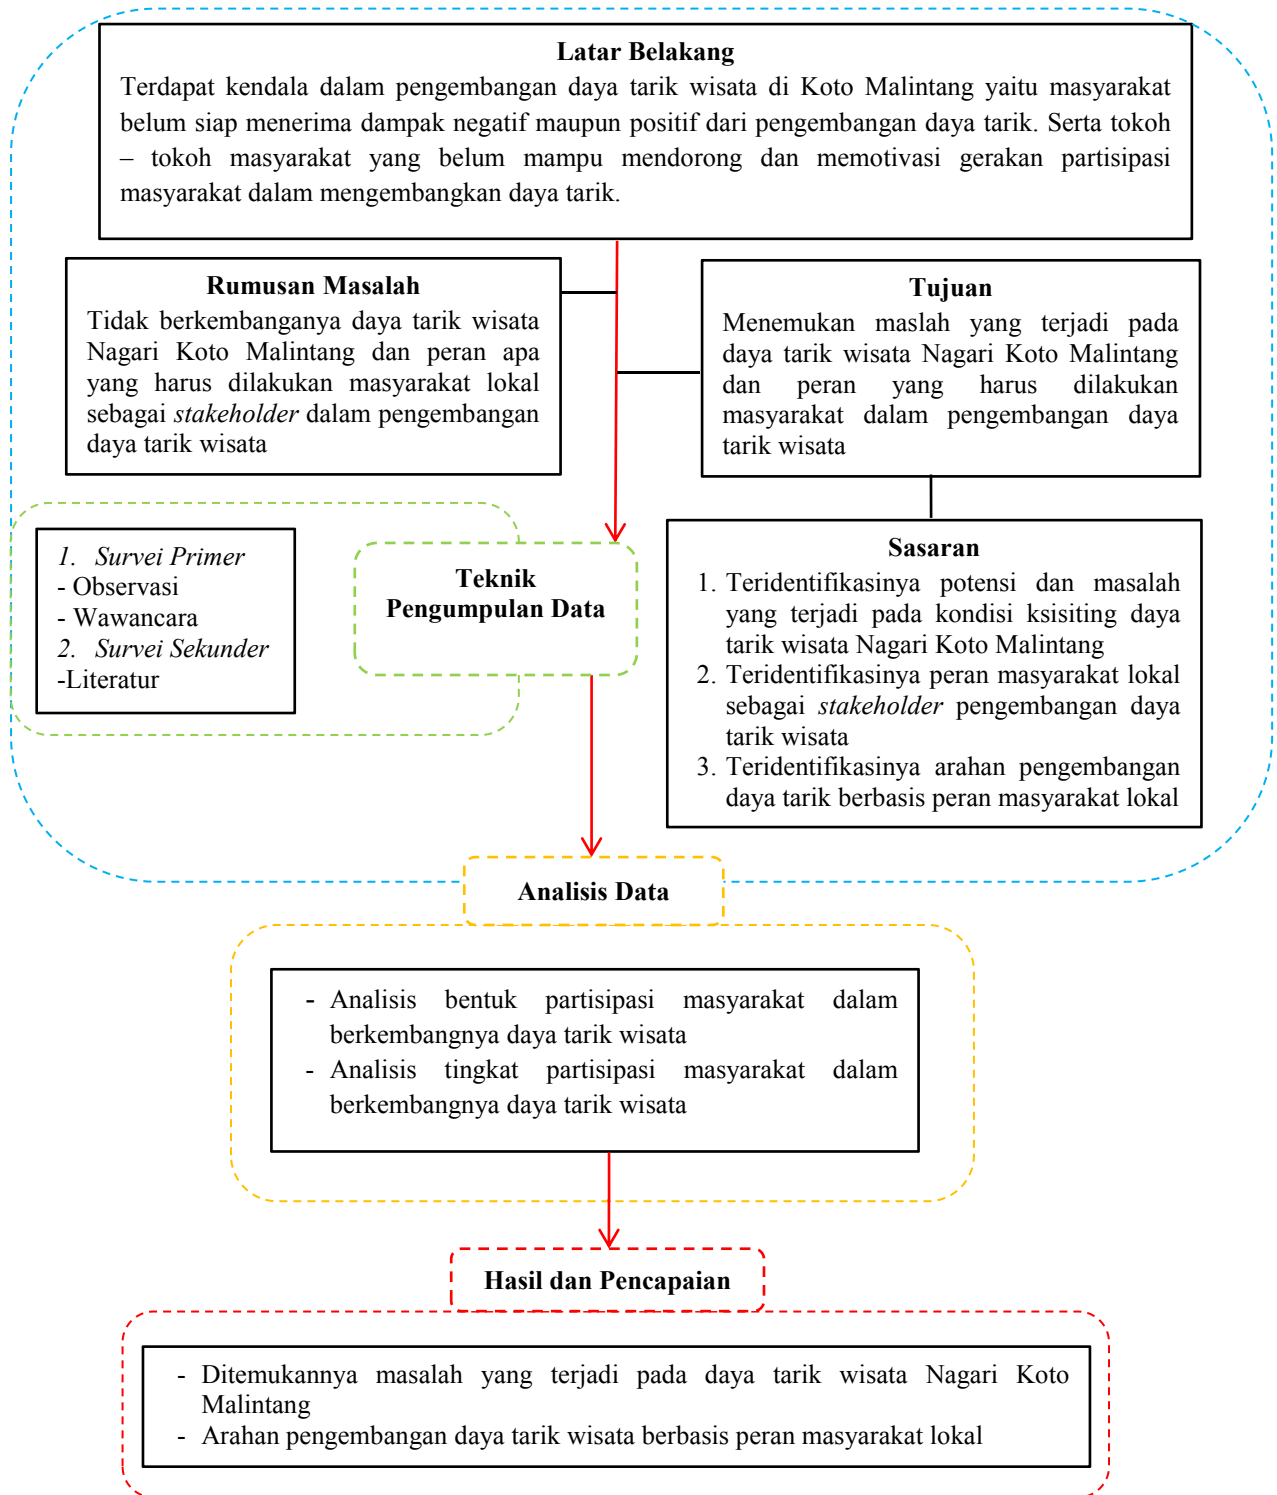 Latar Belakang
Terdapat kendala dalam pengembangan daya tarik wisata di Koto Malintang yaitu masyarakat
belum siap menerima dampak negatif maupun positif dari pengembangan daya tarik. Serta tokoh
– tokoh masyarakat yang belum mampu mendorong dan memotivasi gerakan partisipasi
masyarakat dalam mengembangkan daya tarik.
Rumusan Masalah
Tidak berkembanganya daya tarik wisata
Nagari Koto Malintang dan peran apa
yang harus dilakukan masyarakat lokal
sebagai stakeholder dalam pengembangan
daya tarik wisata
Tujuan
Menemukan maslah yang terjadi pada
daya tarik wisata Nagari Koto Malintang
dan peran yang harus dilakukan
masyarakat dalam pengembangan daya
tarik wisata
1. Survei Primer
- Observasi
- Wawancara
2. Survei Sekunder
-Literatur
Teknik
Pengumpulan Data
Sasaran
1. Teridentifikasinya potensi dan masalah
yang terjadi pada kondisi ksisiting daya
tarik wisata Nagari Koto Malintang
2. Teridentifikasinya peran masyarakat lokal
sebagai stakeholder pengembangan daya
tarik wisata
3. Teridentifikasinya arahan pengembangan
daya tarik berbasis peran masyarakat lokal
Analisis Data
- Analisis bentuk partisipasi masyarakat dalam
berkembangnya daya tarik wisata
- Analisis tingkat partisipasi masyarakat dalam
berkembangnya daya tarik wisata
Hasil dan Pencapaian
- Ditemukannya masalah yang terjadi pada daya tarik wisata Nagari Koto
Malintang
- Arahan pengembangan daya tarik wisata berbasis peran masyarakat lokal